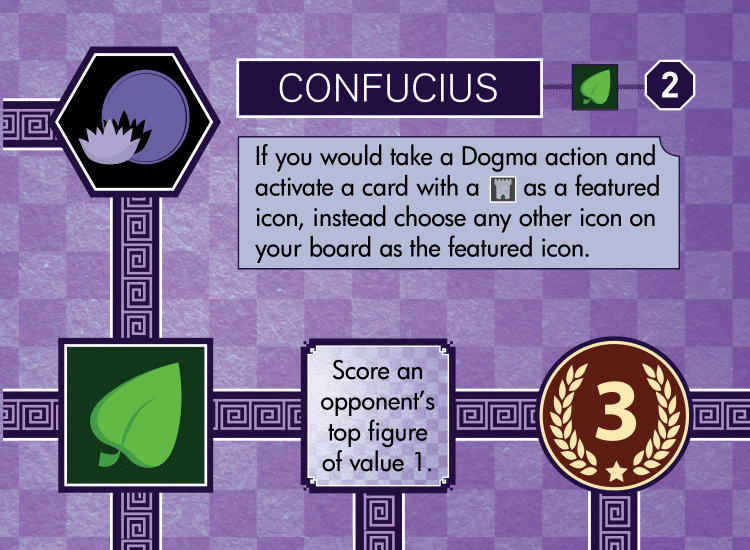 CONFUCIUS
2
If you would take a Dogma action and
activate a card with a as a featured
icon, instead choose any other icon on
your board as the featured icon.
Score an
opponent's
top figure
of value 1.
3